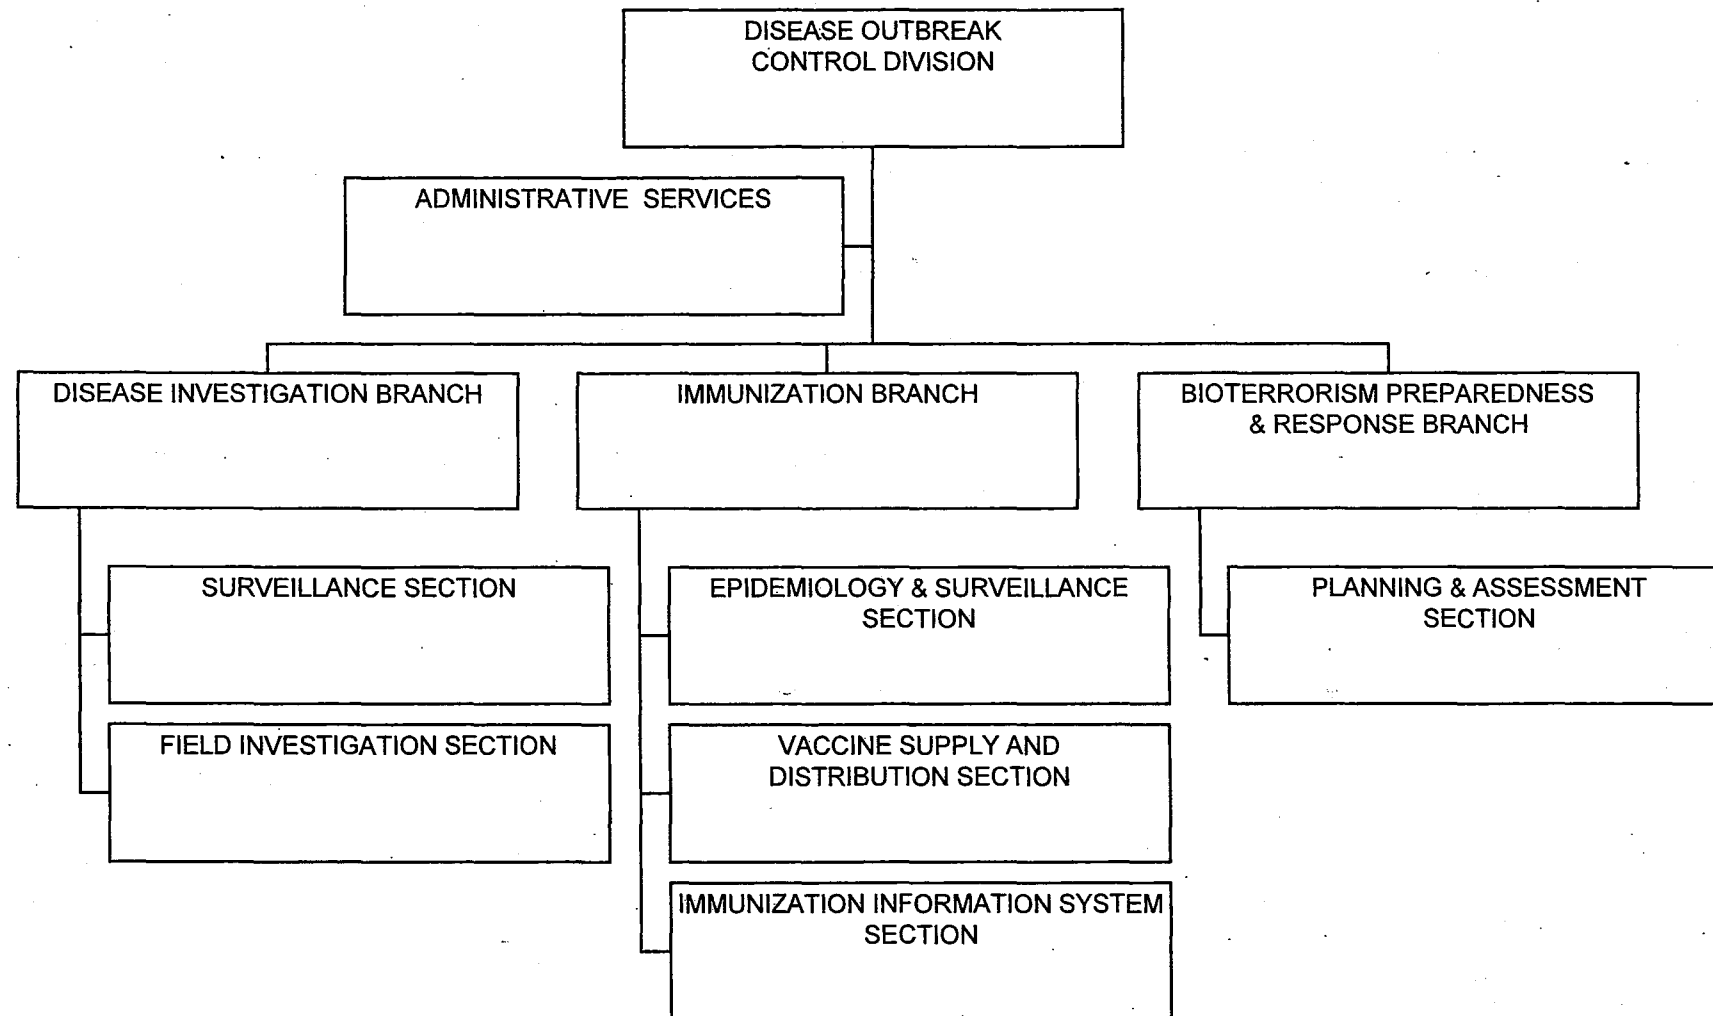 DISEASE OUTBREAK
CONTROL DIVISION
ADMINISTRATIVE SERVICES
DISEASE INVESTIGATION BRANCH
IMMUNIZATION BRANCH
BIOTERRORISM PREPAREDNESS
& RESPONSE BRANCH
SURVEILLANCE SECTION
FIELD INVESTIGATION SECTION
EPIDEMIOLOGY & SURVEILLANCE
SECTION
VACCINE SUPPLY AND
DISTRIBUTION SECTION
IMMUNIZATION INFORMATION SYSTEM
SECTION
PLANNING & ASSESSMENT
SECTION